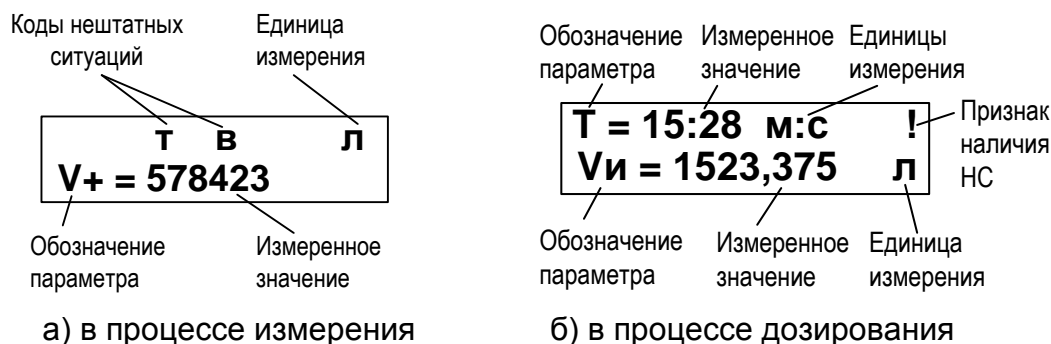 Коды нештатных
ситуаций
Единица
измерения
т в л
V+ = 578423
Обозначение
параметра
Измеренное
значение
а) в процессе измерения
Обозначение
параметра
Измеренное
значение
Единицы
измерения
T = 15:28 м:с !
Vи = 1523,375 л
Признак
наличия
НС
Обозначение
параметра
Измеренное
значение
Единица
измерения
б) в процессе дозирования